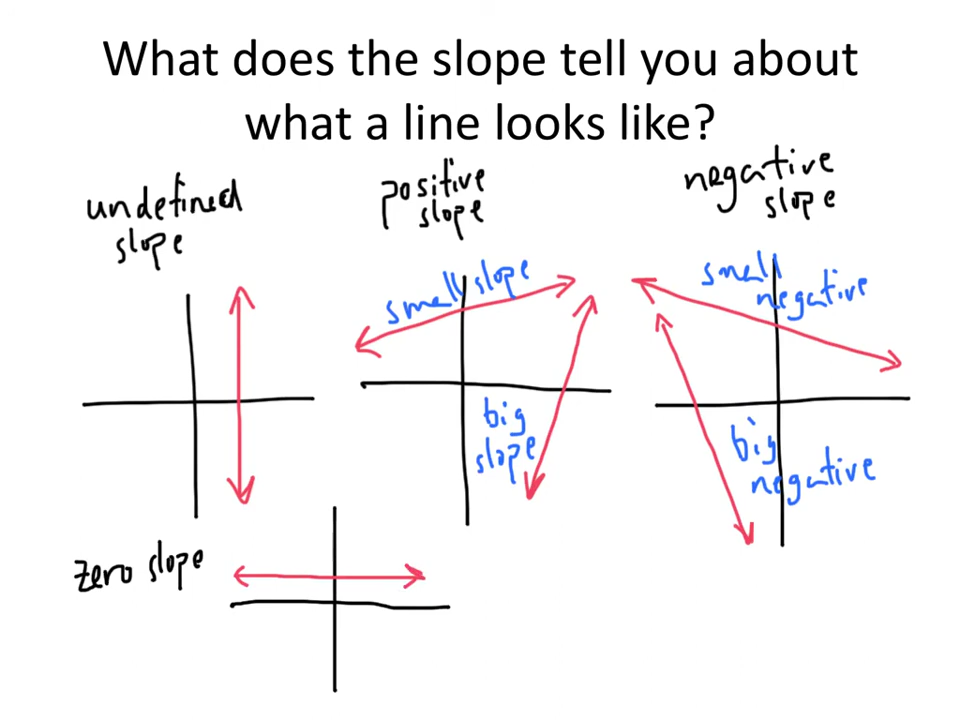 What does the slope tell you about
what a line looks like?
undefined
slope
positive
slope
negative
slope
small slope
big
slope
small
negative
big
negative
zero slope